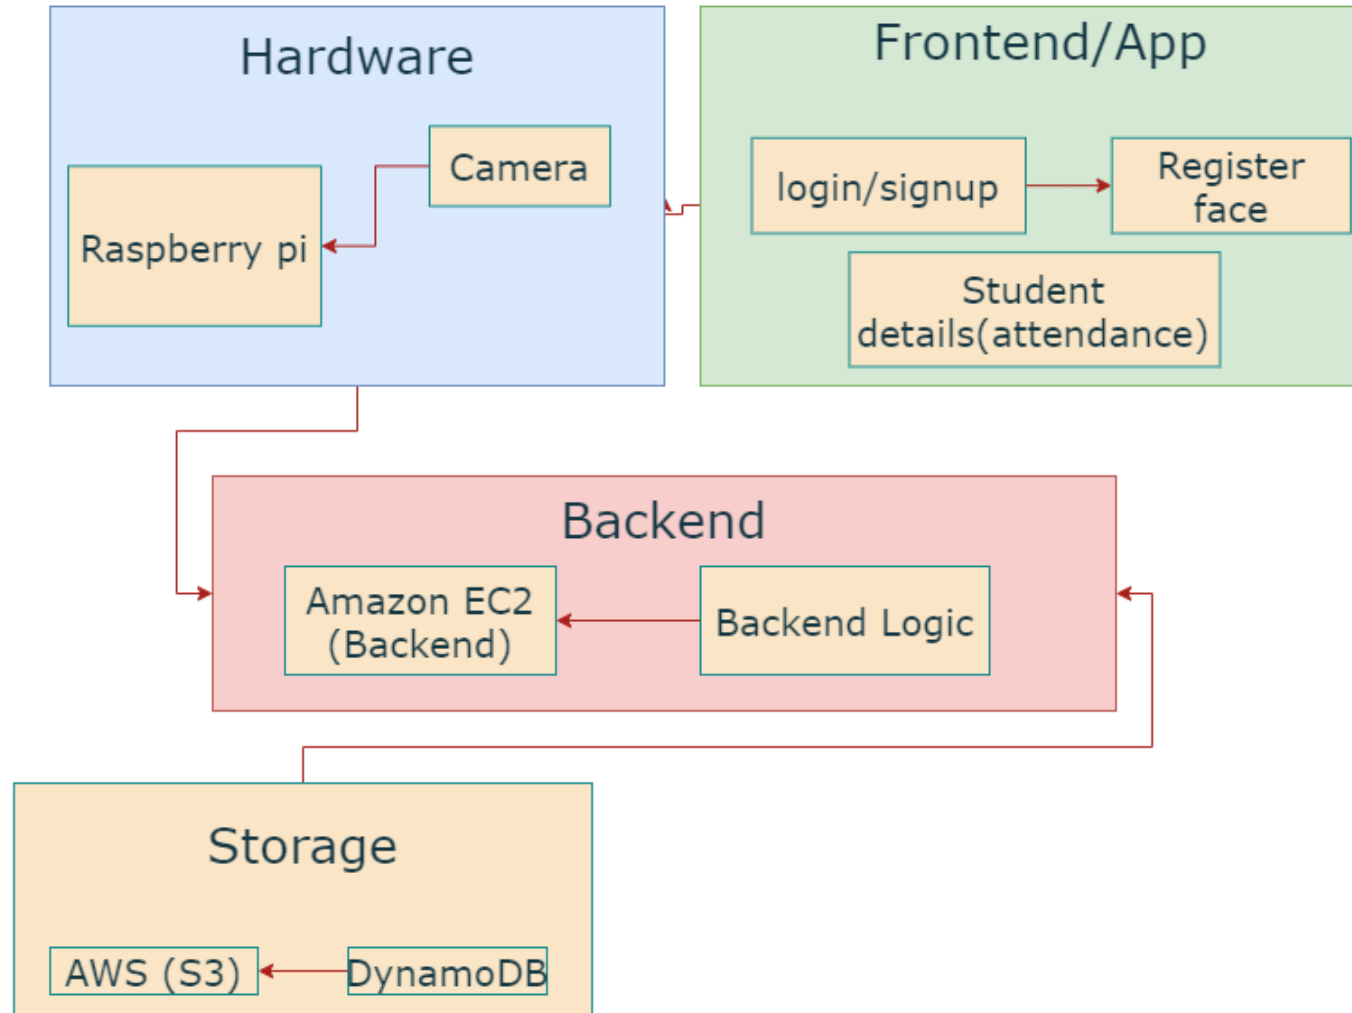 Hardware
Camera
Raspberry pi
Frontend/App
login/signup
Register
face
Student
details(attendance)
Backend
Amazon EC2
(Backend)
Backend Logic
Storage
AWS (S3)
DynamoDB